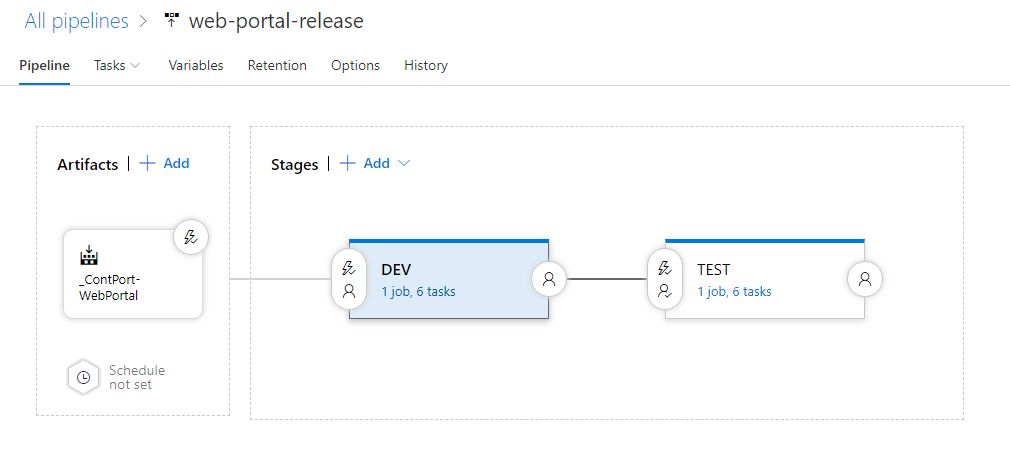 All pipelines > web-portal-release
Pipeline Tasks Variables Retention Options History
Artifacts | + Add
Stages | + Add
_ContPort-
WebPortal
DEV
1 job, 6 tasks
TEST
1 job, 6 tasks
Schedule
not set